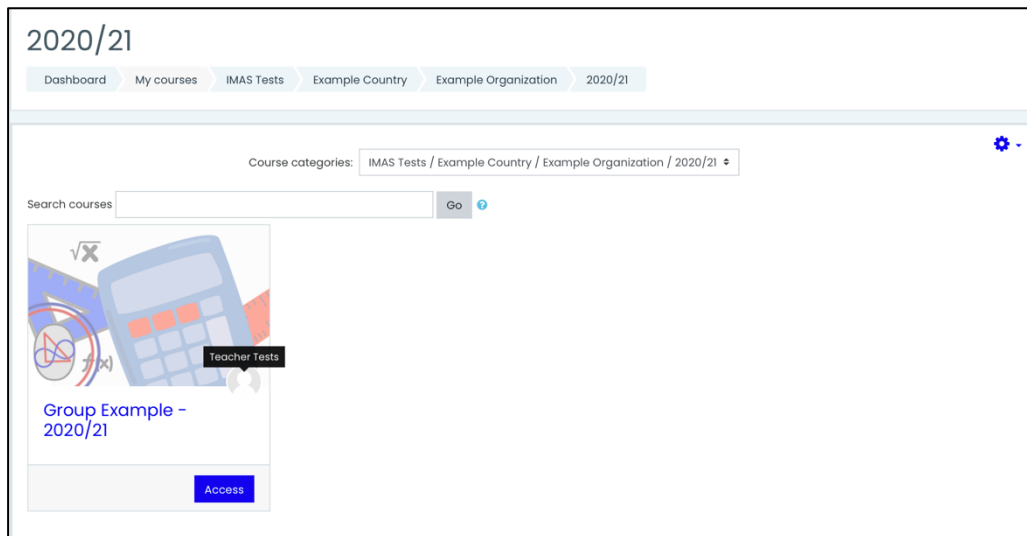 2020/21
Dashboard My courses IMAS Tests Example Country Example Organization 2020/21
Course categories: IMAS Tests / Example Country / Example Organization / 2020/21
Search courses Go ?
√x
f(x)
Teacher Tests
Group Example -
2020/21
Access